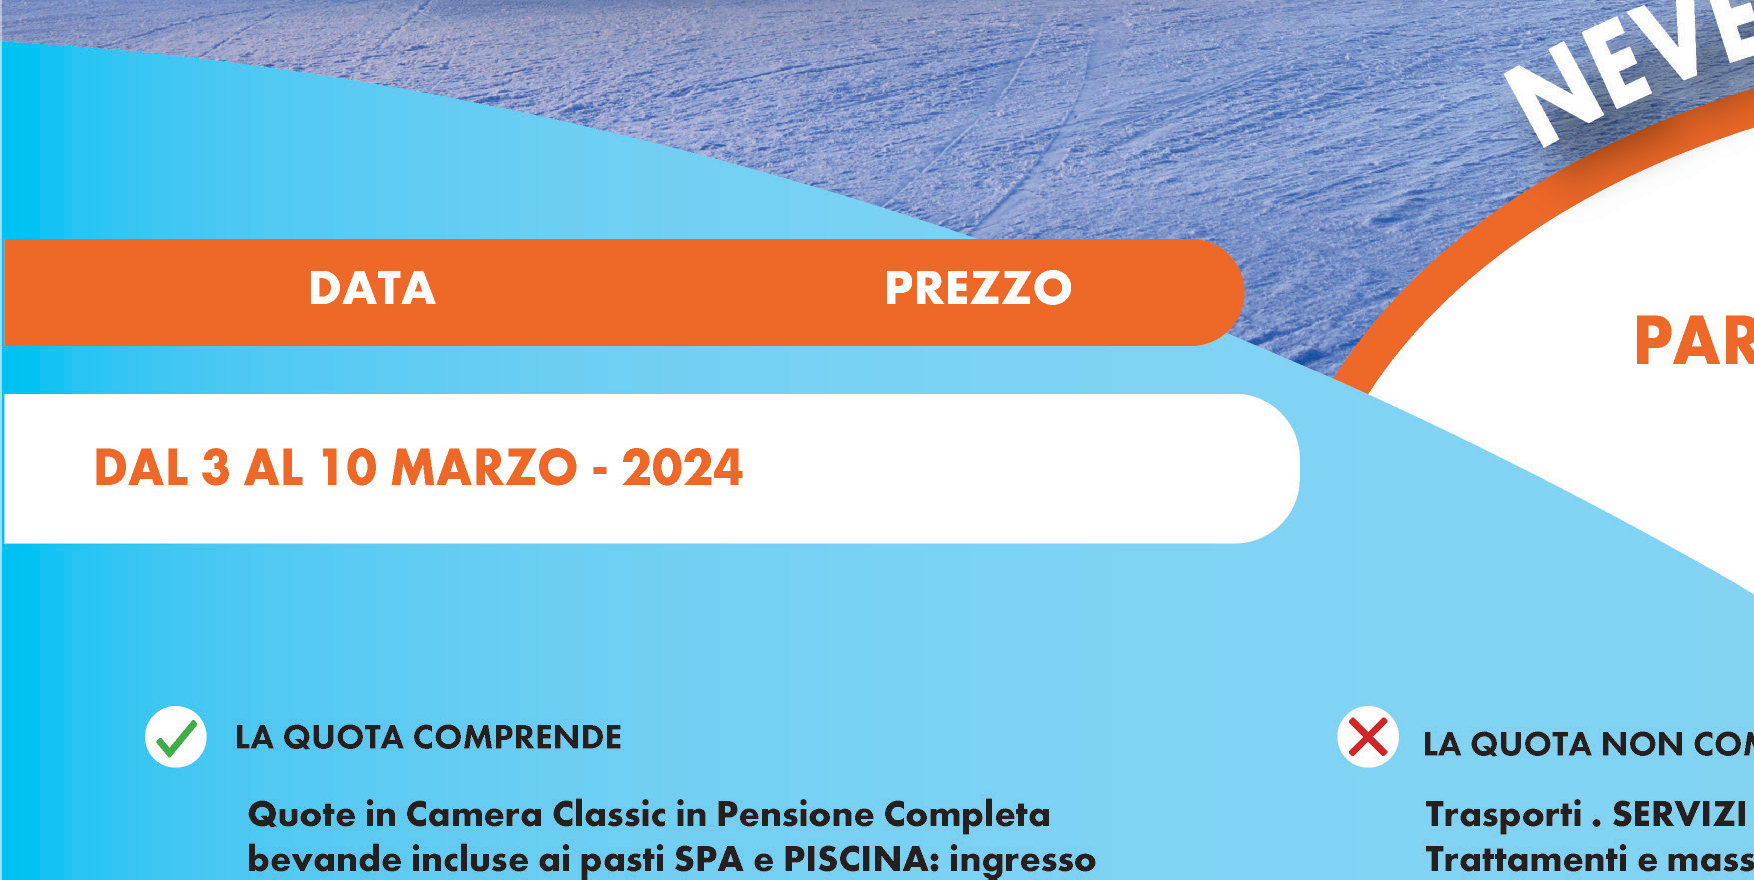 NEVE
DATA PREZZO
PAR
DAL 3 AL 10 MARZO - 2024
LA QUOTA COMPRENDE
LA QUOTA NON COM
Quote in Camera Classic in Pensione Completa
bevande incluse ai pasti SPA e PISCINA: ingresso
Trasporti . SERVIZI
Trattamenti e mass